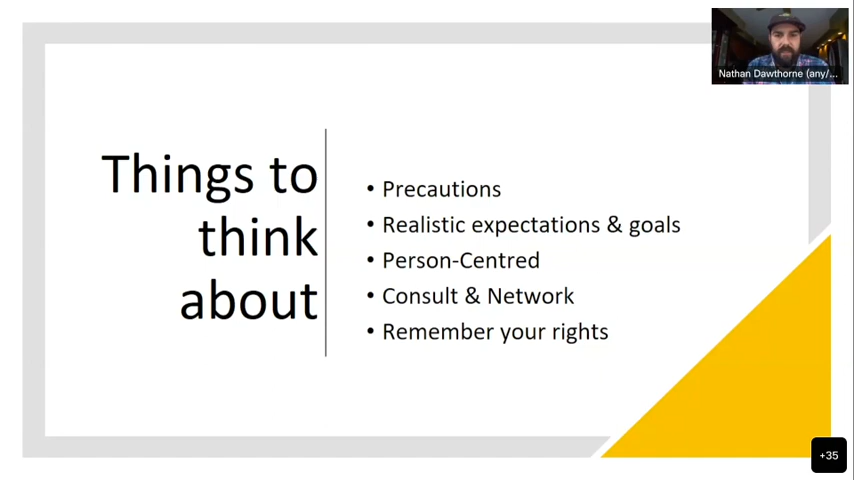 Nathan Dawthorne (any/...
Things to
think
about
• Precautions
• Realistic expectations & goals
• Person-Centred
• Consult & Network
• Remember your rights
+35